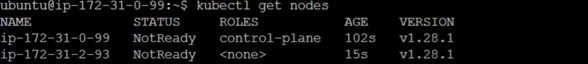 ubuntu@ip-172-31-0-99:~$ kubectl get nodes
NAME STATUS ROLES AGE VERSION
ip-172-31-0-99 NotReady control-plane 102s v1.28.1
ip-172-31-2-93 NotReady <none> 15s v1.28.1